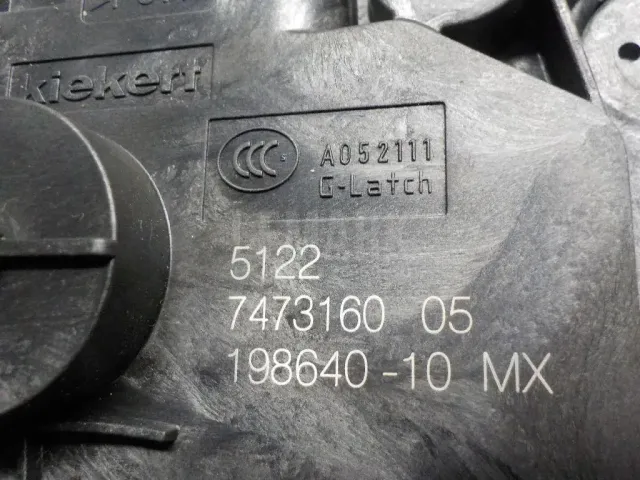 kiekert
CCC
A052111
G-Latch
5122
7473160 05
198640-10 MX